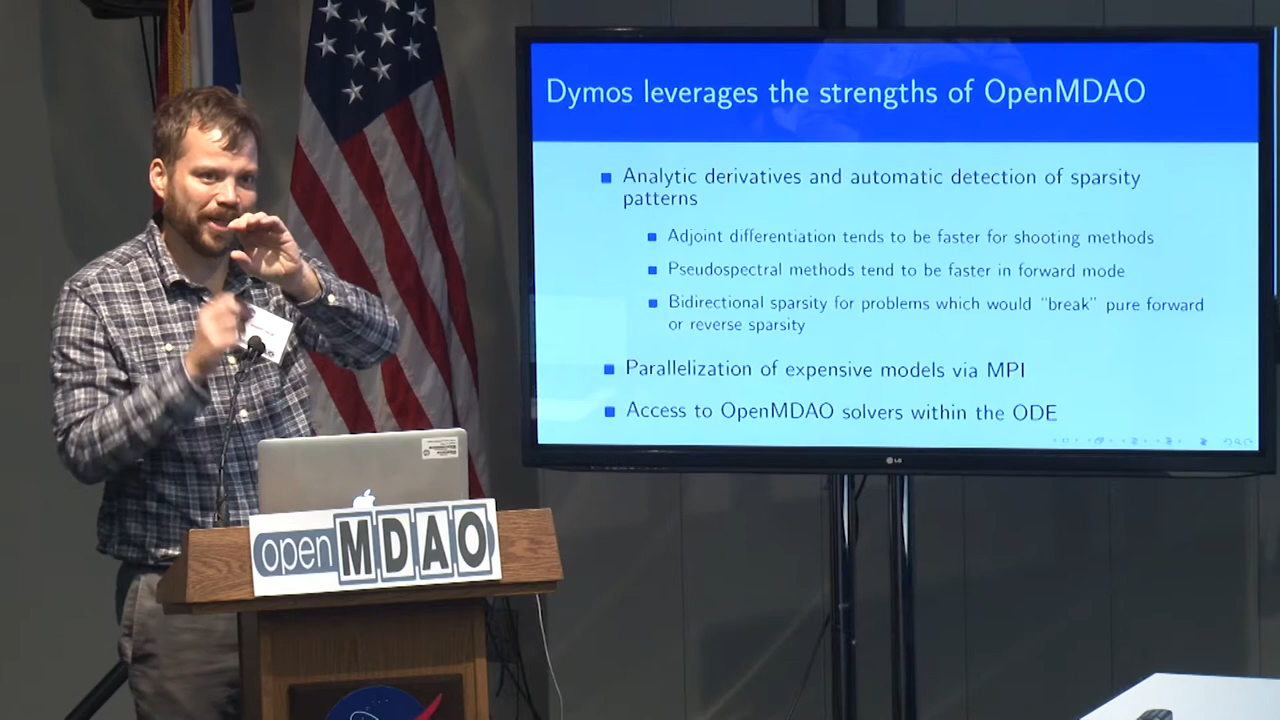 Dymos leverages the strengths of OpenMDAO
Analytic derivatives and automatic detection of sparsity
patterns
Adjoint differentiation tends to be faster for shooting methods
Pseudospectral methods tend to be faster in forward mode
Bidirectional sparsity for problems which would “break” pure forward
or reverse sparsity
Parallelization of expensive models via MPI
Access to OpenMDAO solvers within the ODE
LG
open MDAO